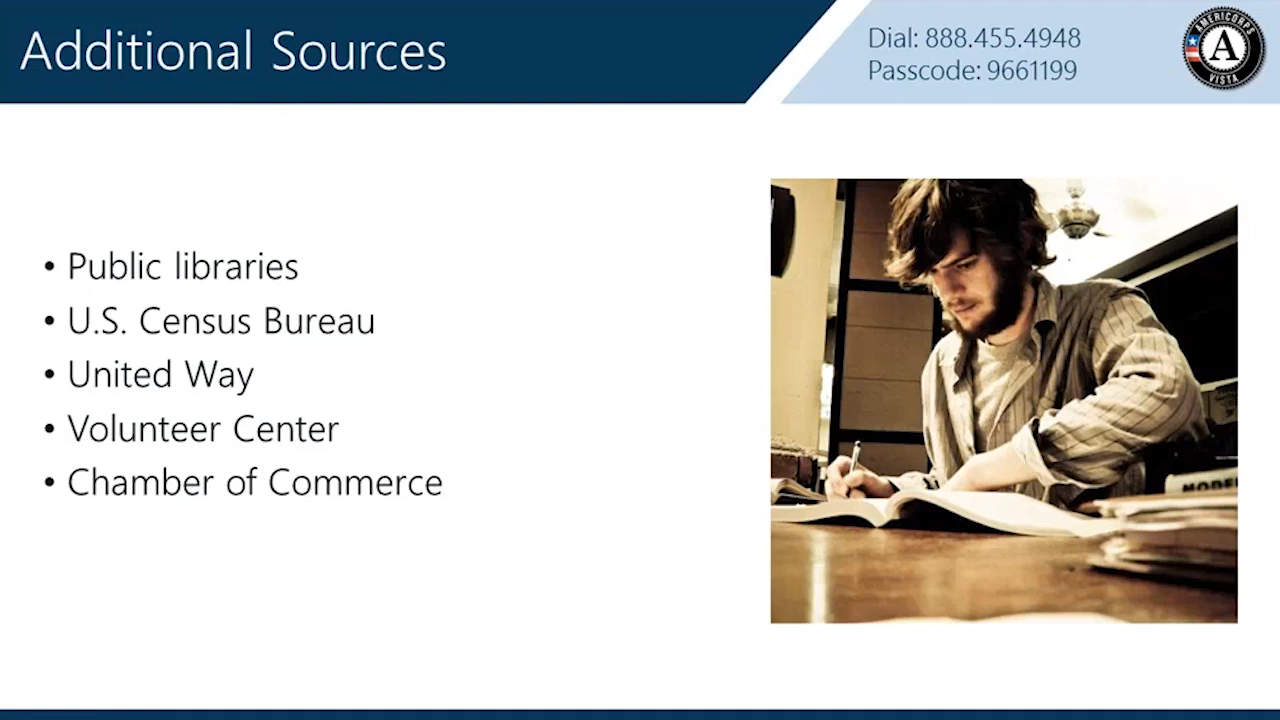 Additional Sources
Dial: 888.455.4948
Passcode: 9661199
AMERICORPS
A
VISTA
• Public libraries
• U.S. Census Bureau
• United Way
• Volunteer Center
• Chamber of Commerce